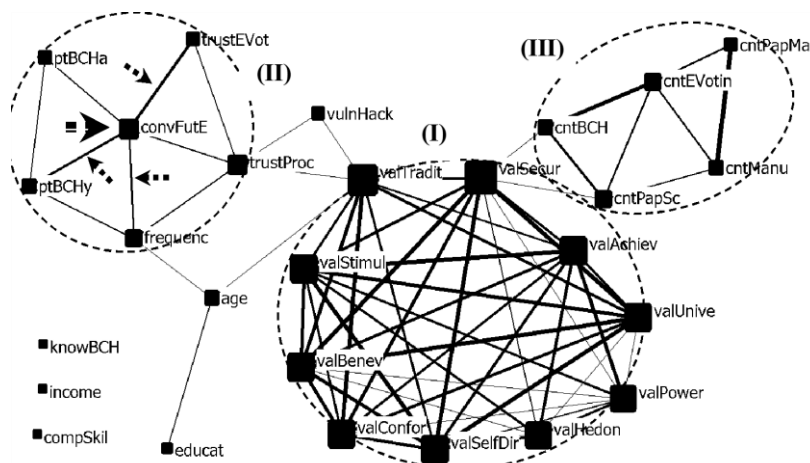 cntPapMa
trustEVot
(III)
ptBCHa
(II)
cntEVotin
vulnHack
cntBCH
convFutE
(I)
trustProc
valTradit
valSecur
cntManu
ptBCHy
cntPapSc
frequenc
valAchiev
valStimul
age
valUnive
knowBCH
valBenev
income
valPower
valConfor
valHedon
compSkil
educat
valSelfDir